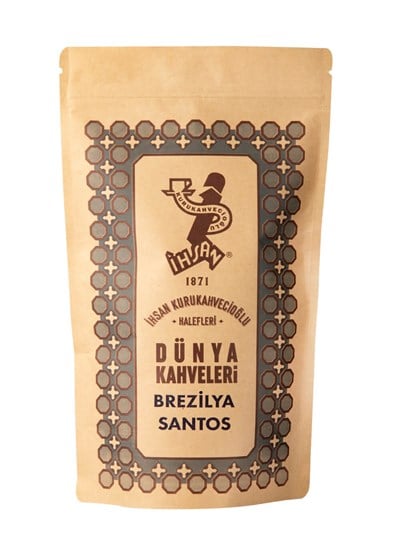 KURUKAHVECİOĞLU
İHSAN®
1871
İHSAN KURUKAHVECİOĞLU
• HALEFLERİ •
DÜNYA
KAHVELERİ
BREZİLYA
SANTOS